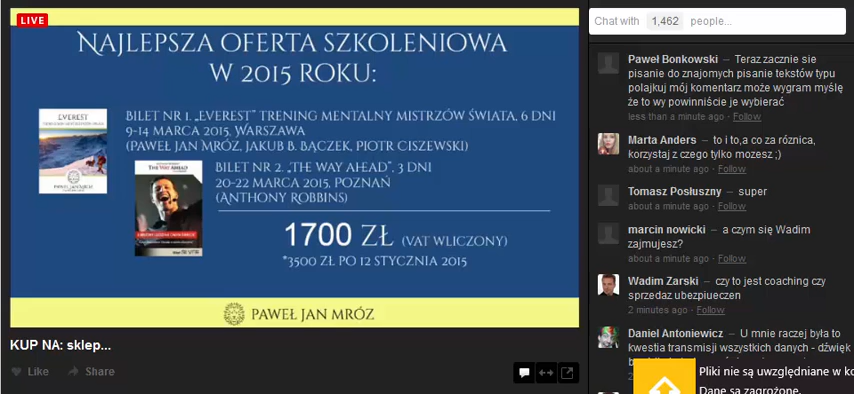 LIVE
NAJLEPSZA OFERTA SZKOLENIOWA
W 2015 ROKU:
EVEREST
BILET NR 1. „EVEREST” TRENING MENTALNY MISTRZÓW ŚWIATA, 6 DNI
9-14 MARCA 2015, WARSZAWA
(PAWEŁ JAN MRÓZ, JAKUB B. BĄCZEK, PIOTR CISZEWSKI)
THE WAY AHEAD
BILET NR 2. „THE WAY AHEAD”, 3 DNI
20-22 MARCA 2015, POZNAŃ
(ANTHONY ROBBINS)
1700 ZŁ (VAT WLICZONY)
*3500 ZŁ PO 12 STYCZNIA 2015
PAWEŁ JAN MRÓZ
KUP NA: sklep...
Like Share
Chat with 1,462 people...
Paweł Bonkowski – Teraz zacznie sie
pisanie do znajomych pisanie tekstów typu
polajkuj mój komentarz może wygram myślę
że to wy powinniście je wybierać
less than a minute ago · Follow
Marta Anders – to i to,a co za róznica,
korzystaj z czego tylko mozesz ;)
about a minute ago · Follow
Tomasz Posłuszny – super
about a minute ago · Follow
marcin nowicki – a czym się Wadim
zajmujesz?
about a minute ago · Follow
Wadim Zarski – czy to jest coaching czy
sprzedaz ubezpiueczen
2 minutes ago · Follow
Daniel Antoniewicz – U mnie raczej była to
kwestia transmisji wszystkich danych - dźwięk
Pliki nie są uwzględniane w ko
Dane są zagrożone.